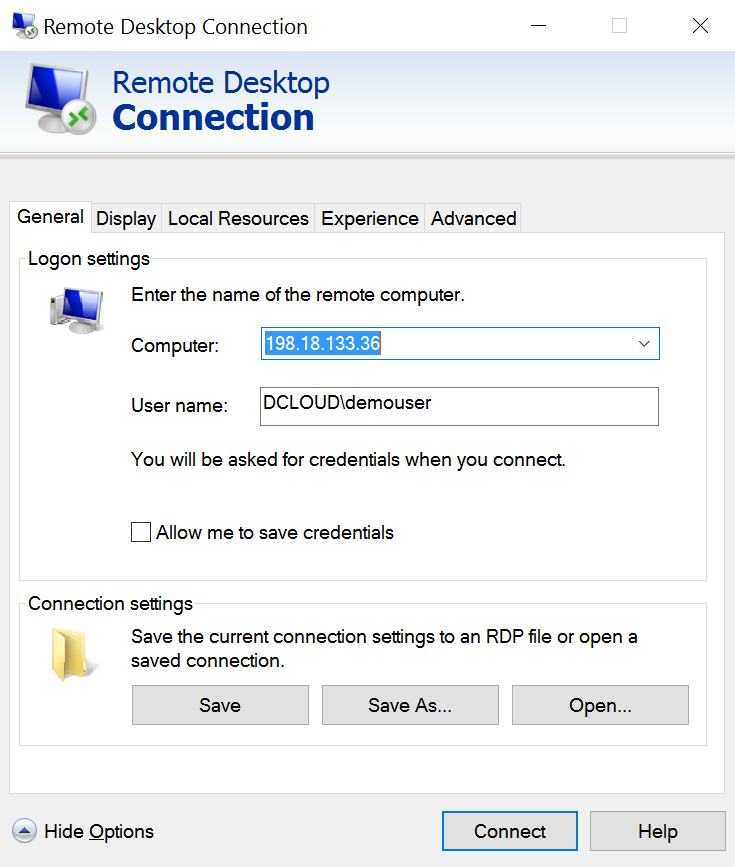 Remote Desktop Connection
Remote Desktop
Connection
General Display Local Resources Experience Advanced
Logon settings
Enter the name of the remote computer.
Computer: 198.18.133.36
User name: DCLOUD\demouser
You will be asked for credentials when you connect.
Allow me to save credentials
Connection settings
Save the current connection settings to an RDP file or open a
saved connection.
Save Save As... Open...
Hide Options Connect Help